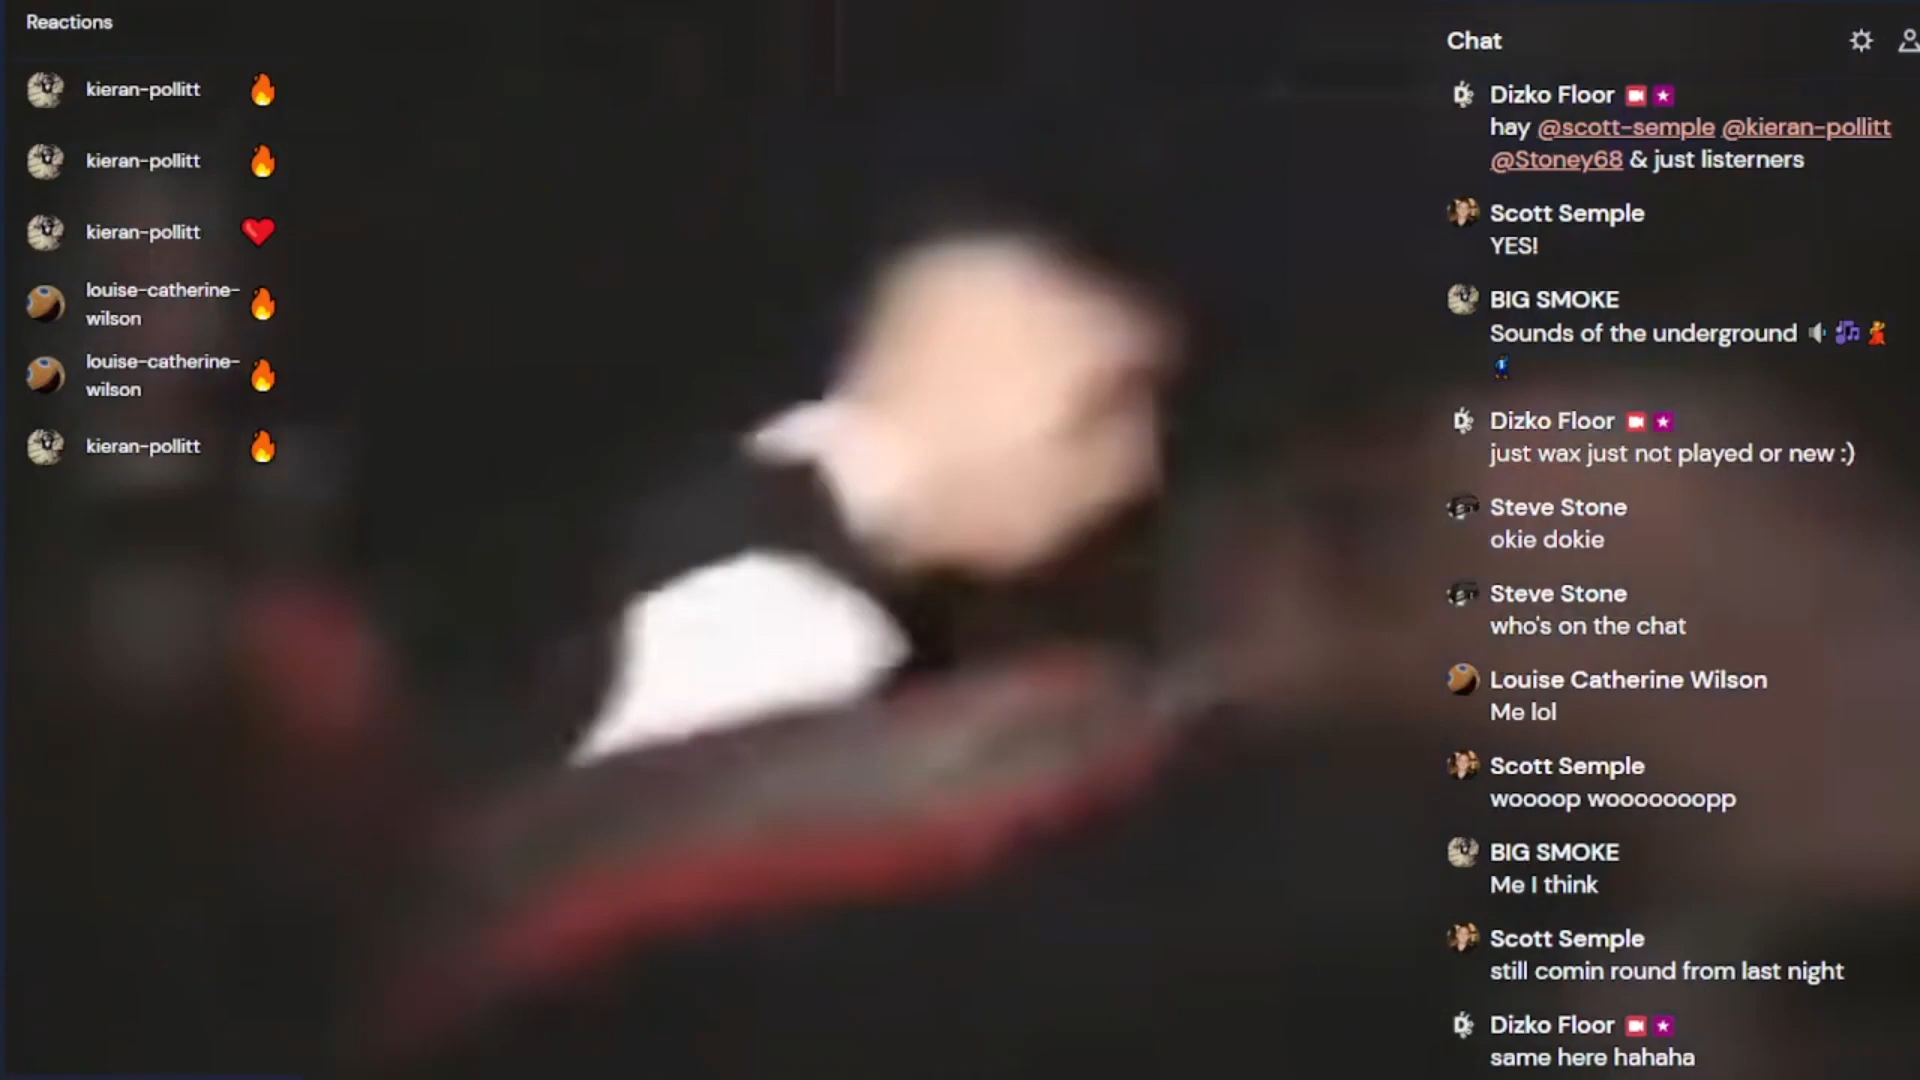 Reactions
kieran-pollitt
kieran-pollitt
kieran-pollitt
louise-catherine-
wilson
louise-catherine-
wilson
kieran-pollitt
Chat
Dizko Floor
hay @scott-semple @kieran-pollitt
@Stoney68 & just listerners
Scott Semple
YES!
BIG SMOKE
Sounds of the underground
Dizko Floor
just wax just not played or new :)
Steve Stone
okie dokie
Steve Stone
who's on the chat
Louise Catherine Wilson
Me lol
Scott Semple
woooop wooooooopp
BIG SMOKE
Me I think
Scott Semple
still comin round from last night
Dizko Floor
same here hahaha